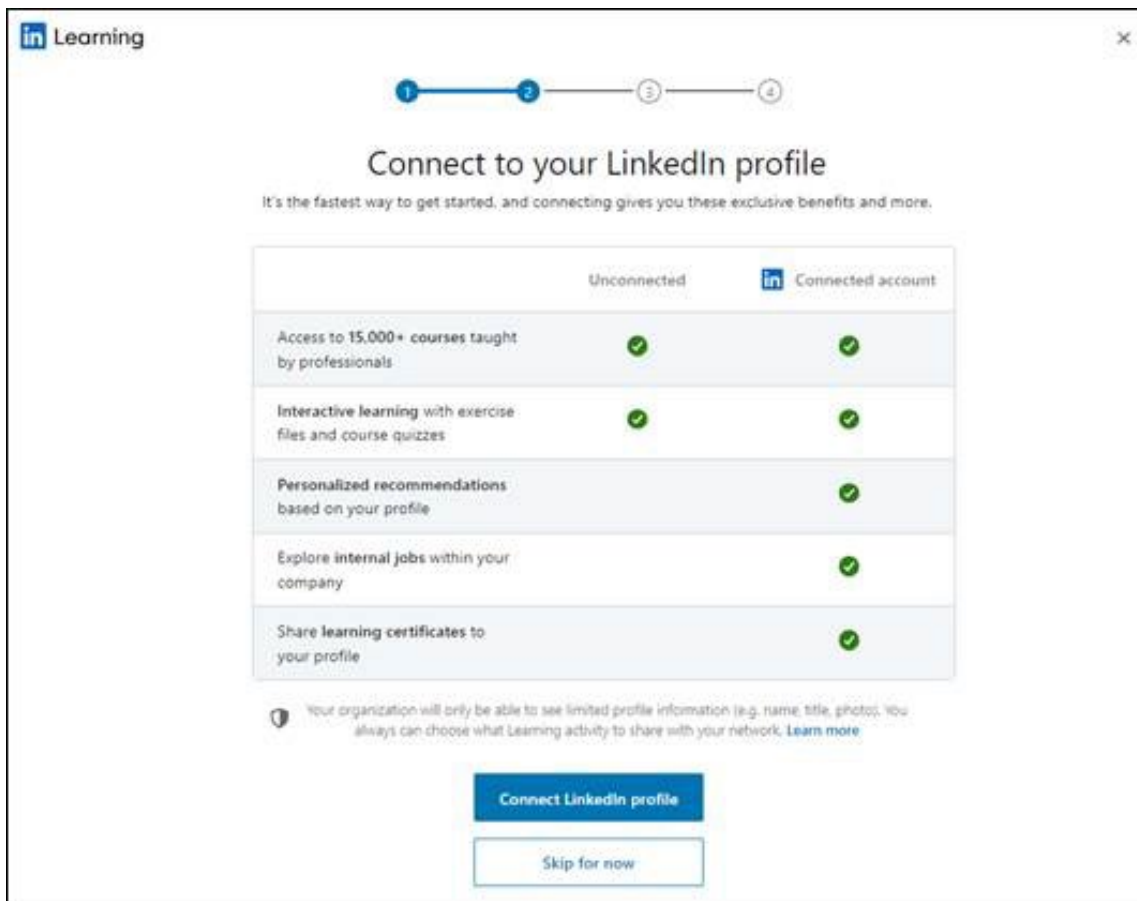 in Learning
×
1 2 3 4
Connect to your LinkedIn profile
It's the fastest way to get started, and connecting gives you these exclusive benefits and more.
Unconnected in Connected account
Access to 15,000+ courses taught
by professionals
Interactive learning with exercise
files and course quizzes
Personalized recommendations
based on your profile
Explore internal jobs within your
company
Share learning certificates to
your profile
Your organization will only be able to see limited profile information (e.g. name, title, photo). You
always can choose what Learning activity to share with your network. Learn more
Connect LinkedIn profile
Skip for now